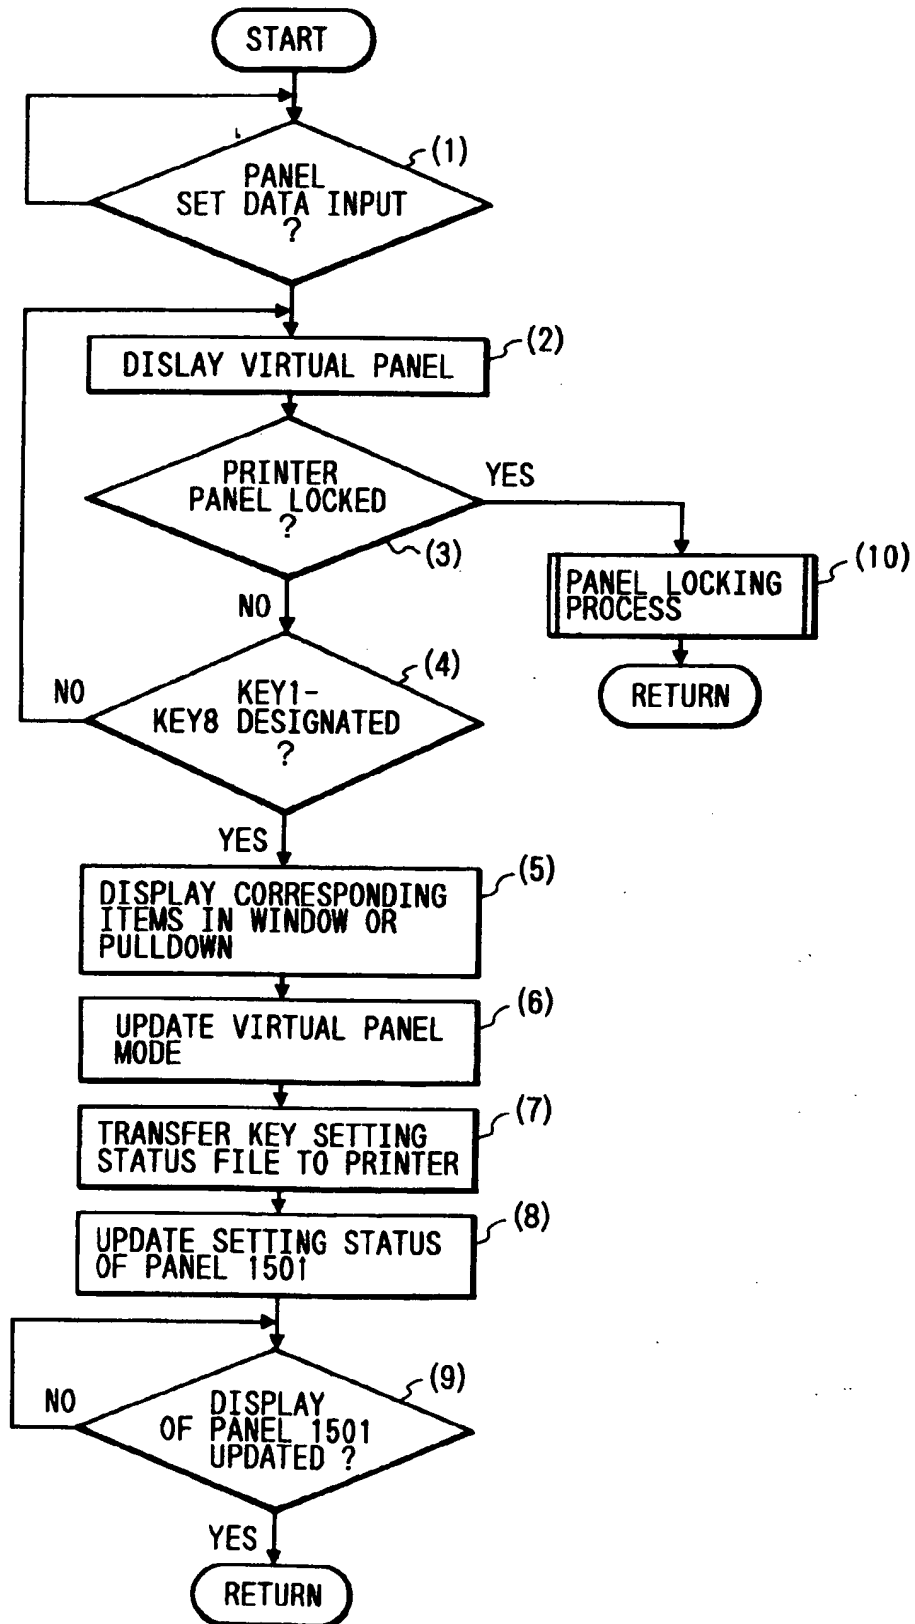 START
(1)
PANEL
SET DATA INPUT
?
(2)
DISLAY VIRTUAL PANEL
PRINTER
PANEL LOCKED
?
YES
(3)
NO
(10)
PANEL LOCKING
PROCESS
RETURN
(4)
KEY1-
KEY8 DESIGNATED
?
NO
YES
(5)
DISPLAY CORRESPONDING
ITEMS IN WINDOW OR
PULLDOWN
(6)
UPDATE VIRTUAL PANEL
MODE
(7)
TRANSFER KEY SETTING
STATUS FILE TO PRINTER
(8)
UPDATE SETTING STATUS
OF PANEL 1501
(9)
DISPLAY
OF PANEL 1501
UPDATED ?
NO
YES
RETURN